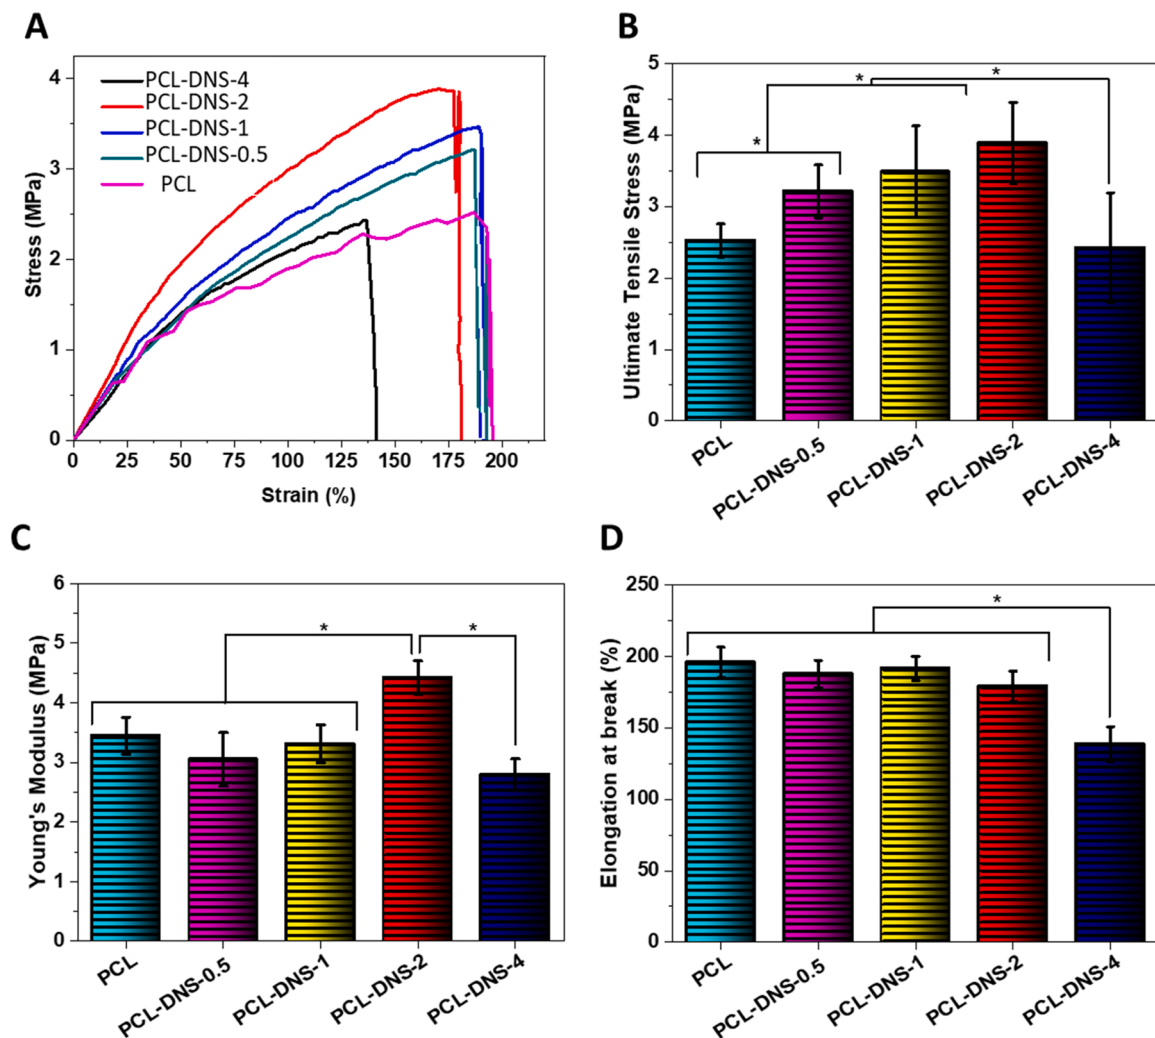 A
PCL-DNS-4
PCL-DNS-2
PCL-DNS-1
PCL-DNS-0.5
PCL
Stress (MPa)
4
3
2
1
0
0 25 50 75 100 125 150 175 200
Strain (%)
B
Ultimate Tensile Stress (MPa)
5
4
3
2
1
0
* * *
PCL PCL-DNS-0.5 PCL-DNS-1 PCL-DNS-2 PCL-DNS-4
C
Young's Modulus (MPa)
6
5
4
3
2
1
0
* *
PCL PCL-DNS-0.5 PCL-DNS-1 PCL-DNS-2 PCL-DNS-4
D
Elongation at break (%)
250
200
150
100
50
0
*
PCL PCL-DNS-0.5 PCL-DNS-1 PCL-DNS-2 PCL-DNS-4